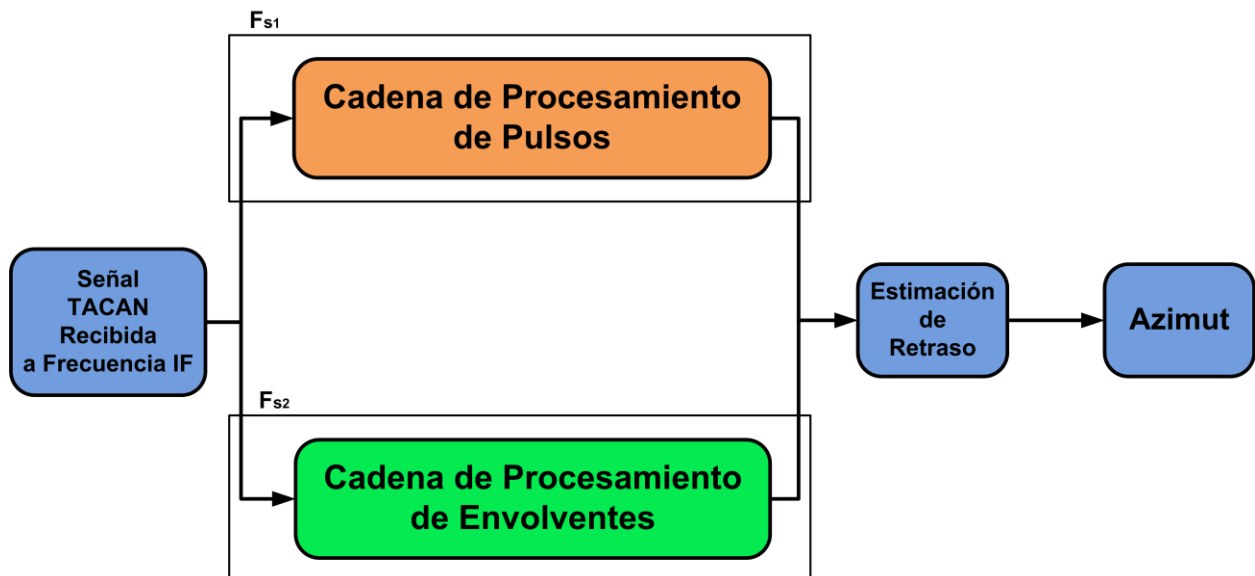 Fs1
Cadena de Procesamiento
de Pulsos
Señal
TACAN
Recibida
a Frecuencia IF
Estimación
de
Retraso
Azimut
Fs2
Cadena de Procesamiento
de Envolventes